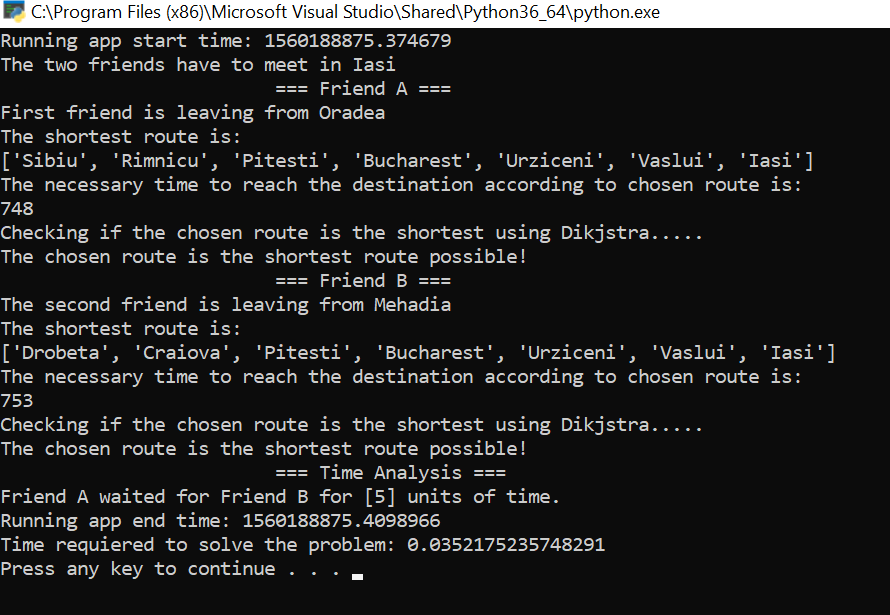 C:\Program Files (x86)\Microsoft Visual Studio\Shared\Python36_64\python.exe
Running app start time: 1560188875.374679
The two friends have to meet in Iasi
=== Friend A ===
First friend is leaving from Oradea
The shortest route is:
['Sibiu', 'Rimnicu', 'Pitesti', 'Bucharest', 'Urziceni', 'Vaslui', 'Iasi']
The necessary time to reach the destination according to chosen route is:
748
Checking if the chosen route is the shortest using Dikjstra.....
The chosen route is the shortest route possible!
=== Friend B ===
The second friend is leaving from Mehadia
The shortest route is:
['Drobeta', 'Craiova', 'Pitesti', 'Bucharest', 'Urziceni', 'Vaslui', 'Iasi']
The necessary time to reach the destination according to chosen route is:
753
Checking if the chosen route is the shortest using Dikjstra.....
The chosen route is the shortest route possible!
=== Time Analysis ===
Friend A waited for Friend B for [5] units of time.
Running app end time: 1560188875.4098966
Time requiered to solve the problem: 0.0352175235748291
Press any key to continue . . .